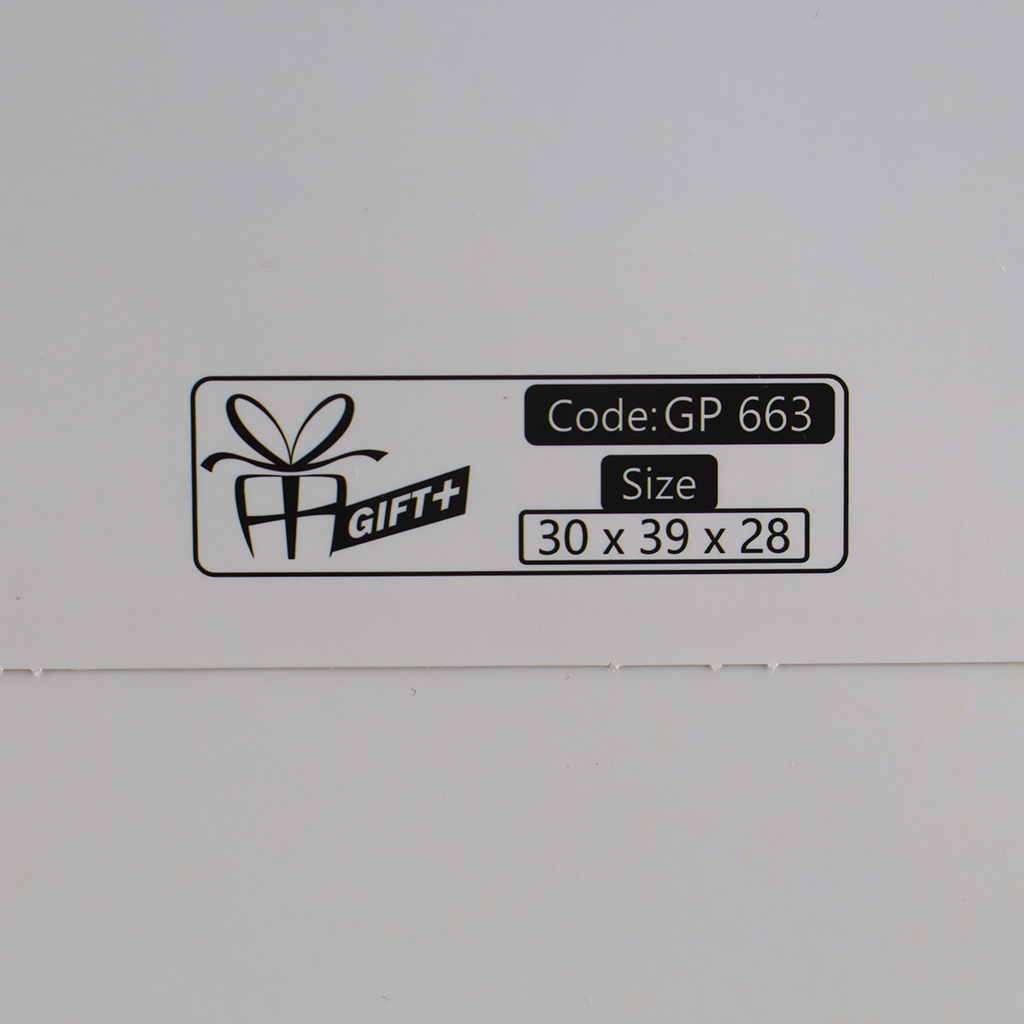 GIFT+
Code: GP 663
Size
30 x 39 x 28